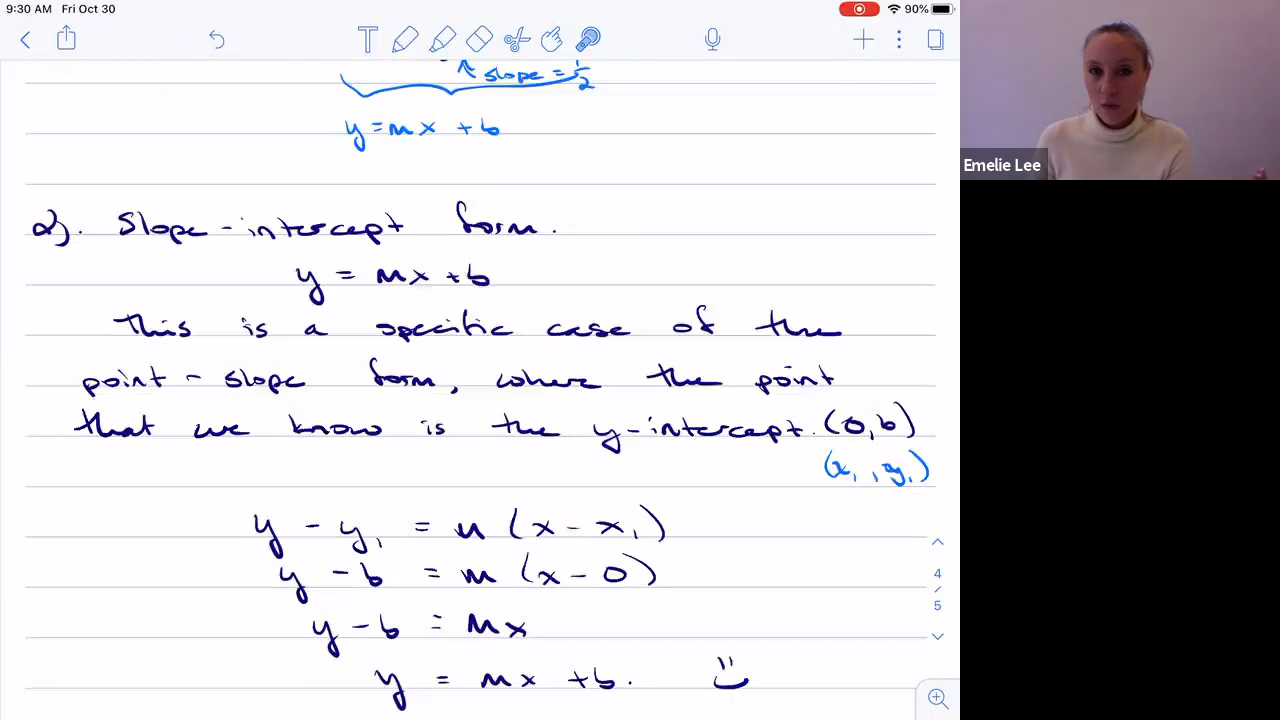 9:30 AM Fri Oct 30
90%
slope = 1/2
y = mx + b
Emelie Lee
2). Slope-intercept form.
y = mx + b
This is a specific case of the
point-slope form, where the point
that we know is the y-intercept. (0, b)
(x₁, y₁)
y - y₁ = m (x - x₁)
y - b = m (x - 0)
y - b = mx
4
/
5
y = mx + b.